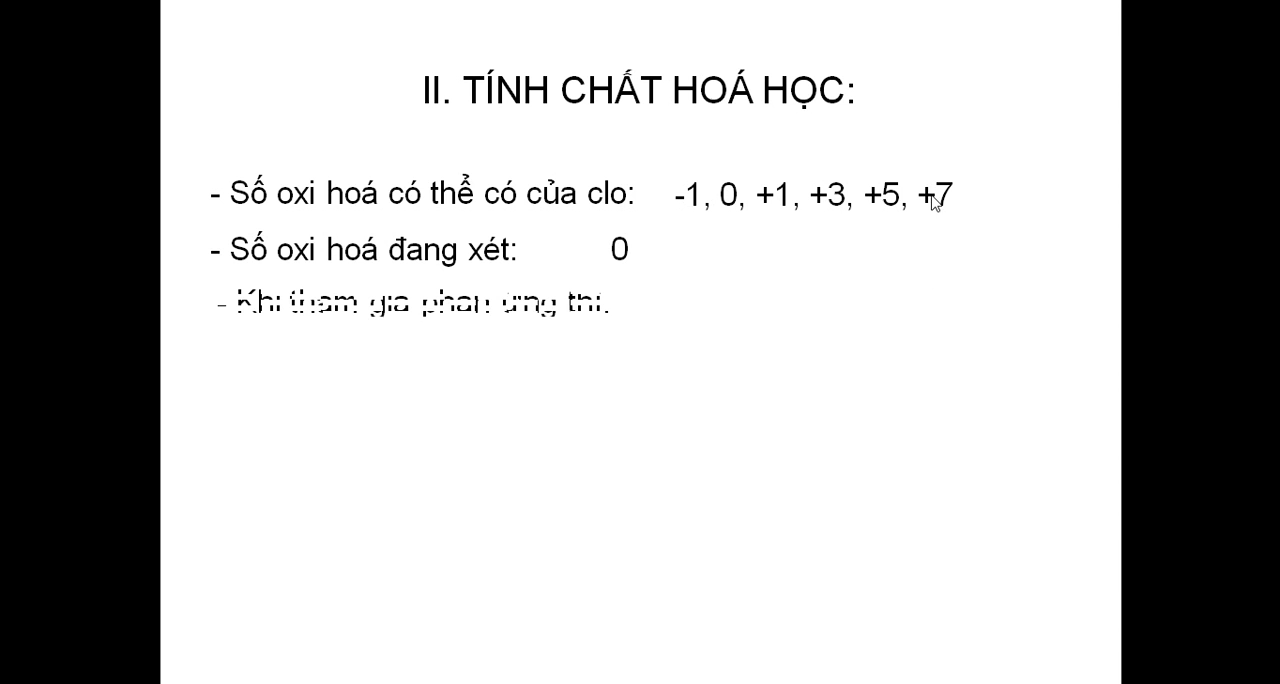 II. TÍNH CHẤT HOÁ HỌC:
- Số oxi hoá có thể có của clo: -1, 0, +1, +3, +5, +7
- Số oxi hoá đang xét: 0
- Khi tham gia phản ứng thì: